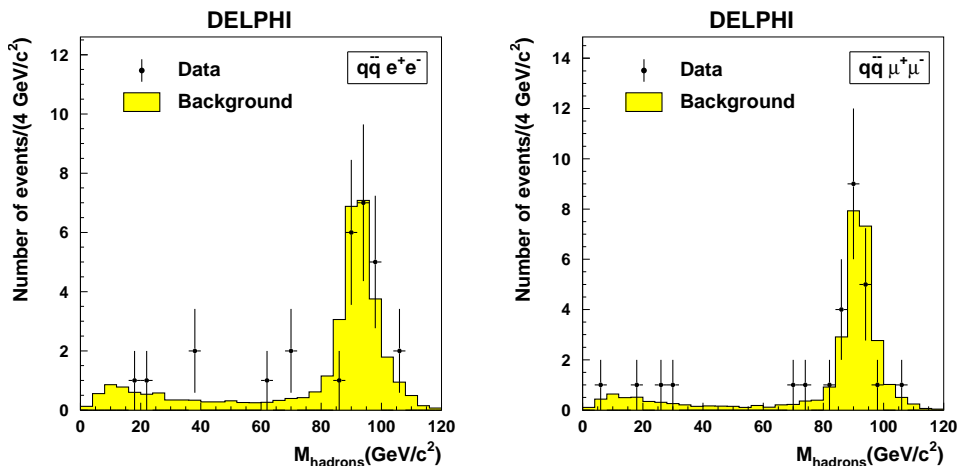 DELPHI
Number of events/(4 GeV/c²)
12
10
8
6
4
2
0
Data
Background
qq̄ e⁺e⁻
0 20 40 60 80 100 120
M_hadrons(GeV/c²)
DELPHI
Number of events/(4 GeV/c²)
14
12
10
8
6
4
2
0
Data
Background
qq̄ μ⁺μ⁻
0 20 40 60 80 100 120
M_hadrons(GeV/c²)